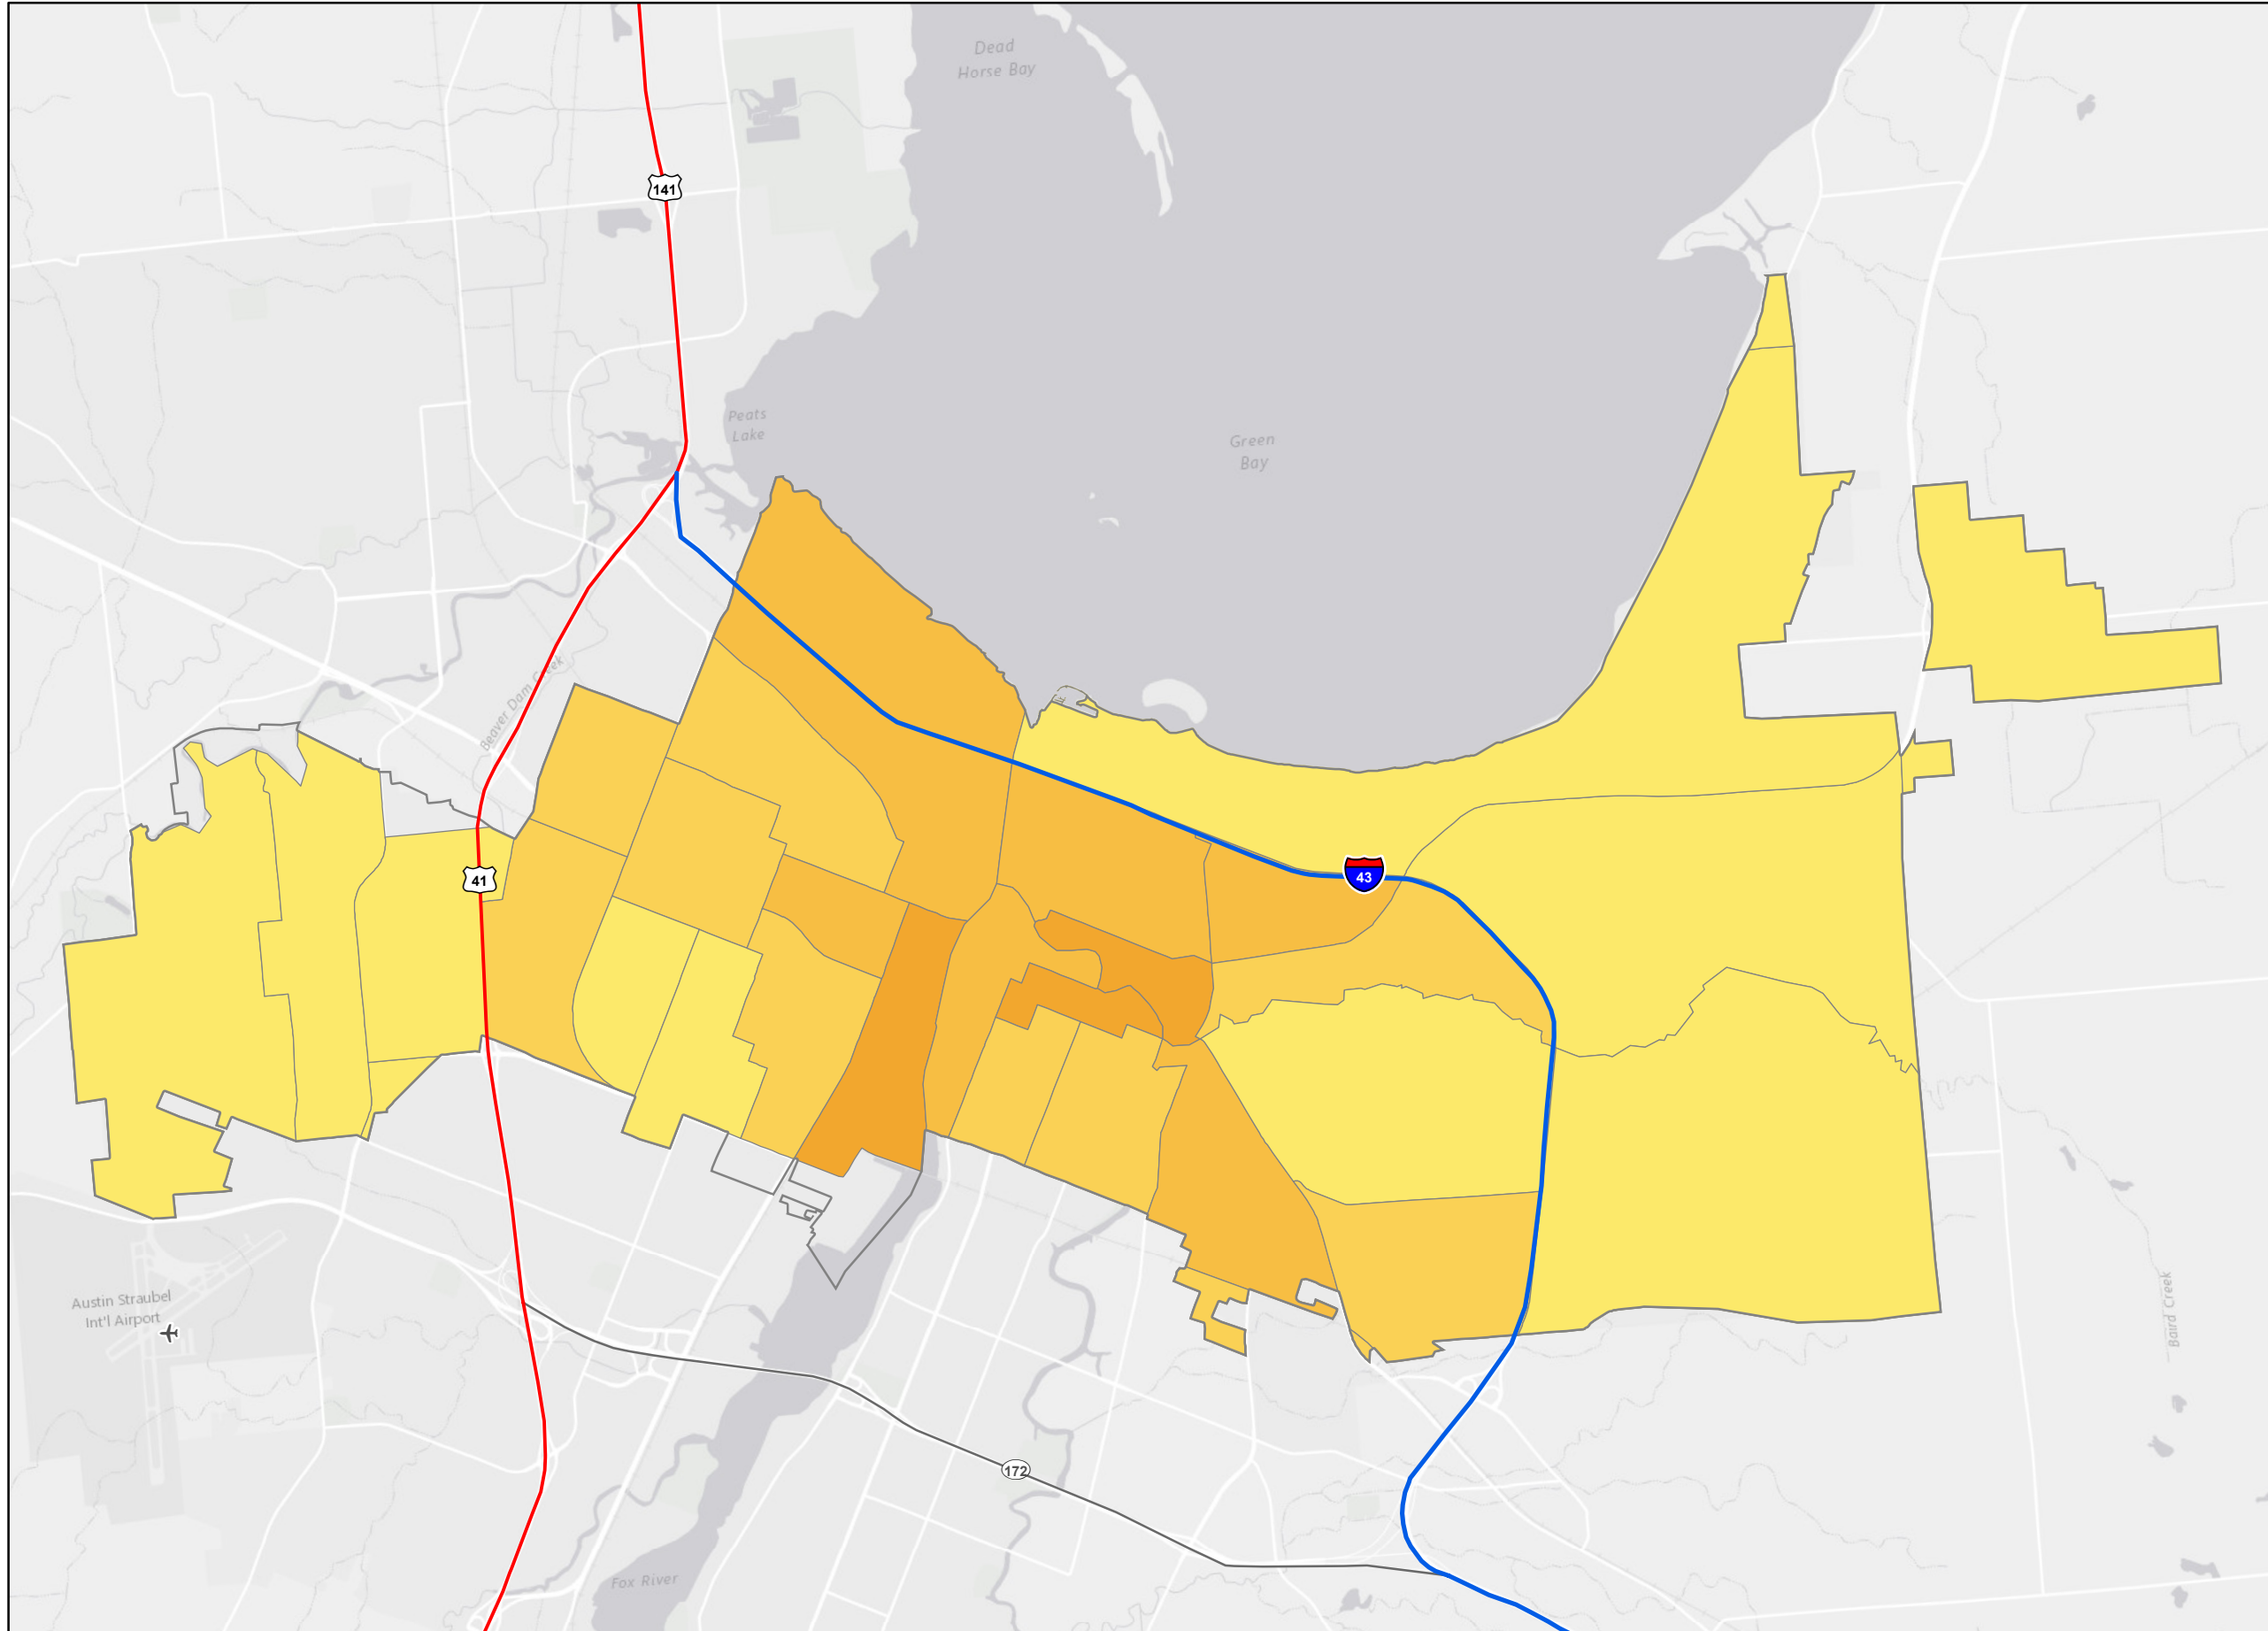 Dead
Horse Bay
141
Peats
Lake
Green
Bay
Beaver Dam Creek
41
43
Austin Straubel
Int'l Airport
Baird Creek
172
Fox River